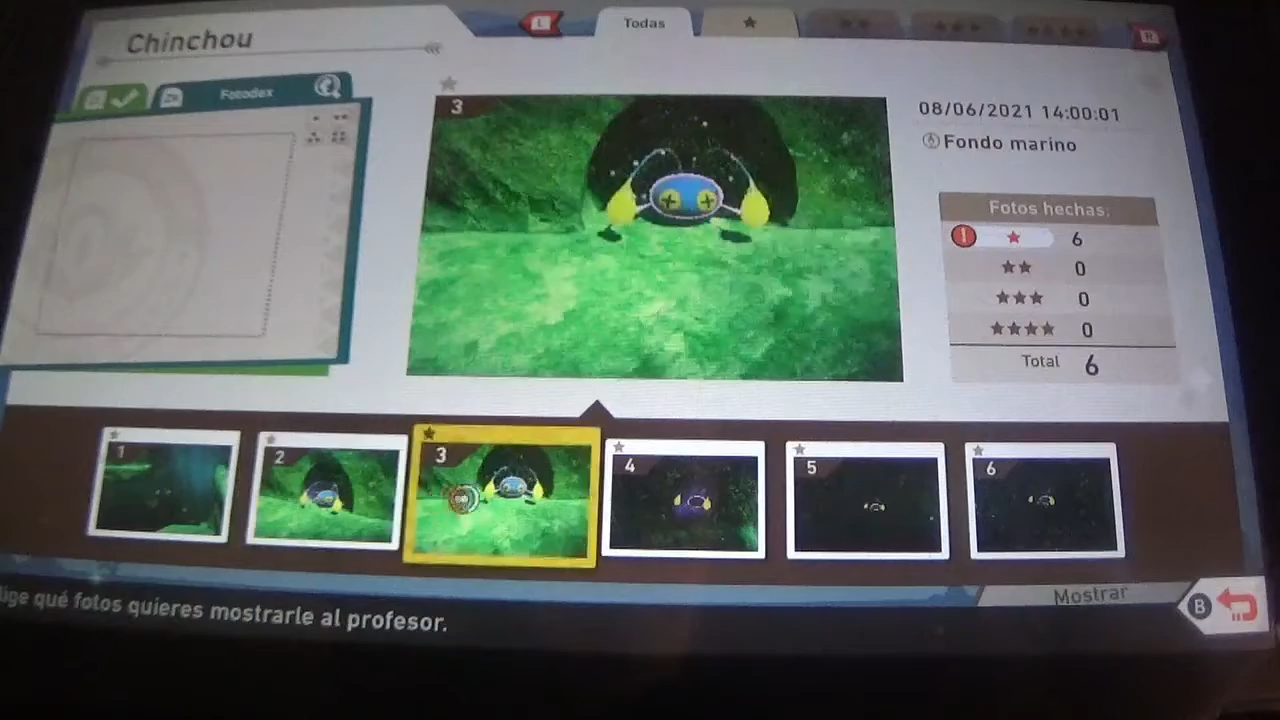 L
Todas
R
Chinchou
Fotodex
3
08/06/2021 14:00:01
Fondo marino
Fotos hechas:
! 6
0
0
0
Total 6
1
2
3
4
5
6
lige qué fotos quieres mostrarle al profesor.
Mostrar
B